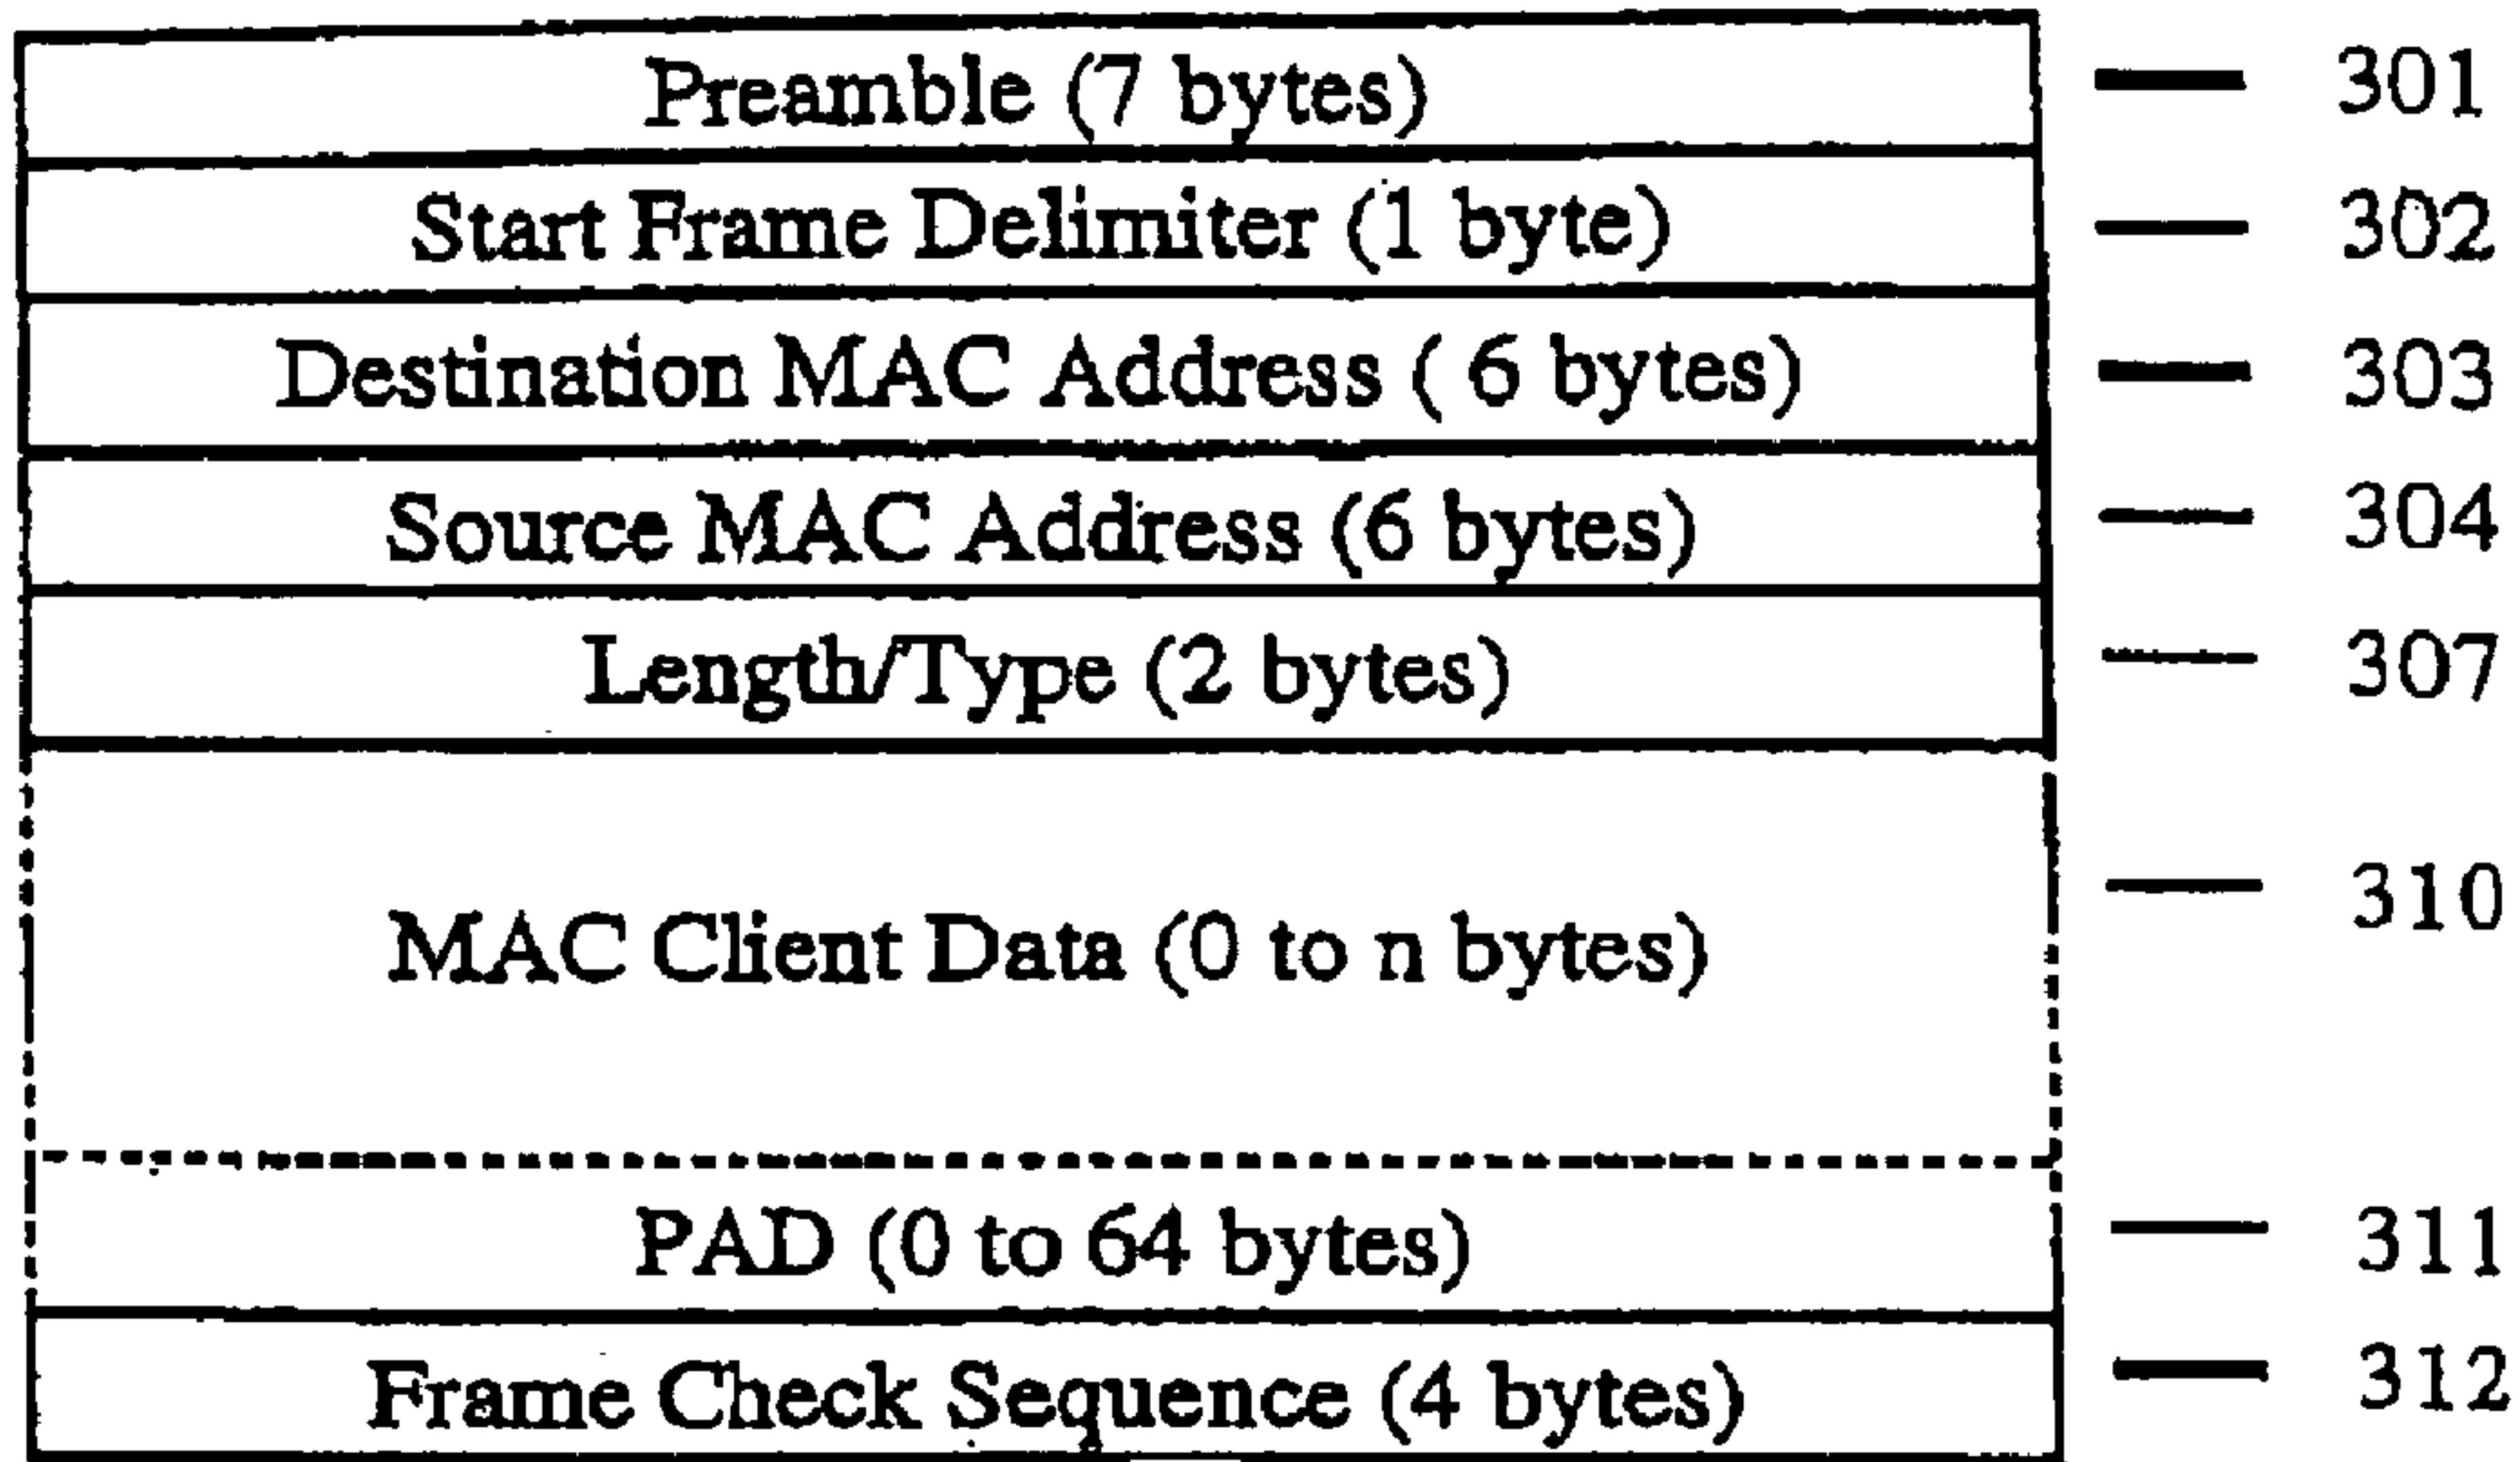 Preamble (7 bytes) 301
Start Frame Delimiter (1 byte) 302
Destination MAC Address ( 6 bytes) 303
Source MAC Address (6 bytes) 304
Length/Type (2 bytes) 307
MAC Client Data (0 to n bytes) 310
PAD (0 to 64 bytes) 311
Frame Check Sequence (4 bytes) 312